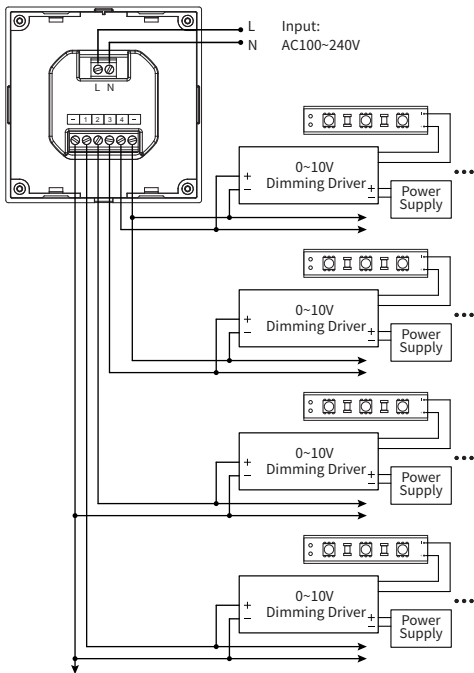 L Input:
N AC100~240V
L N
− 1 2 3 4 −
0~10V
Dimming Driver
+
−
+
−
Power
Supply
0~10V
Dimming Driver
+
−
+
−
Power
Supply
0~10V
Dimming Driver
+
−
+
−
Power
Supply
0~10V
Dimming Driver
+
−
+
−
Power
Supply